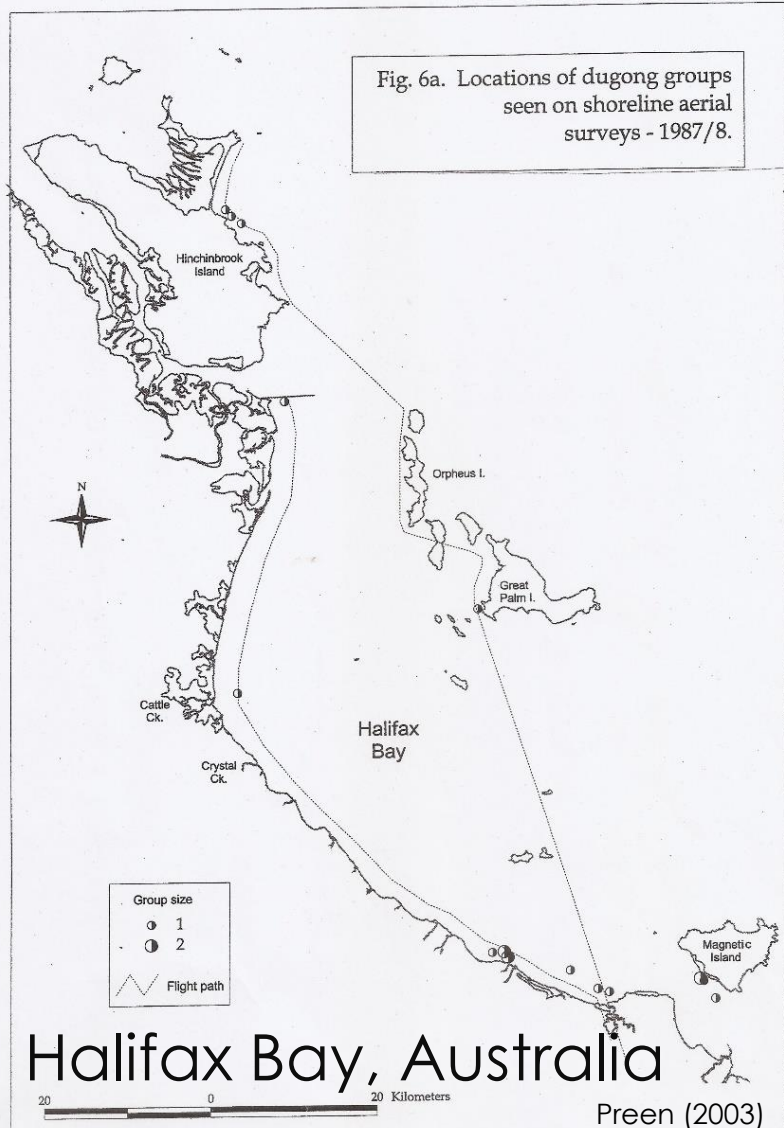 Fig. 6a. Locations of dugong groups
seen on shoreline aerial
surveys - 1987/8.
Hinchinbrook
Island
N
Orpheus I.
Great
Palm I.
Cattle
Ck.
Halifax
Bay
Crystal
Ck.
Group size
1
2
Flight path
Magnetic
Island
Halifax Bay, Australia
20 0 20 Kilometers
Preen (2003)